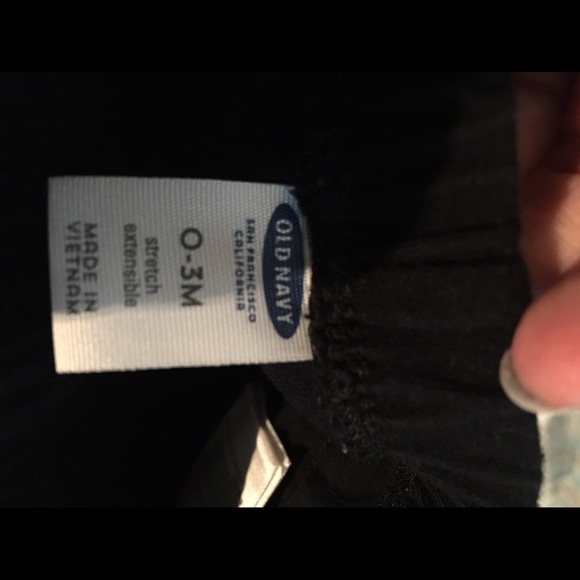 OLD NAVY
SAN FRANCISCO
CALIFORNIA
0-3M
stretch
extensible
MADE IN
VIETNAM